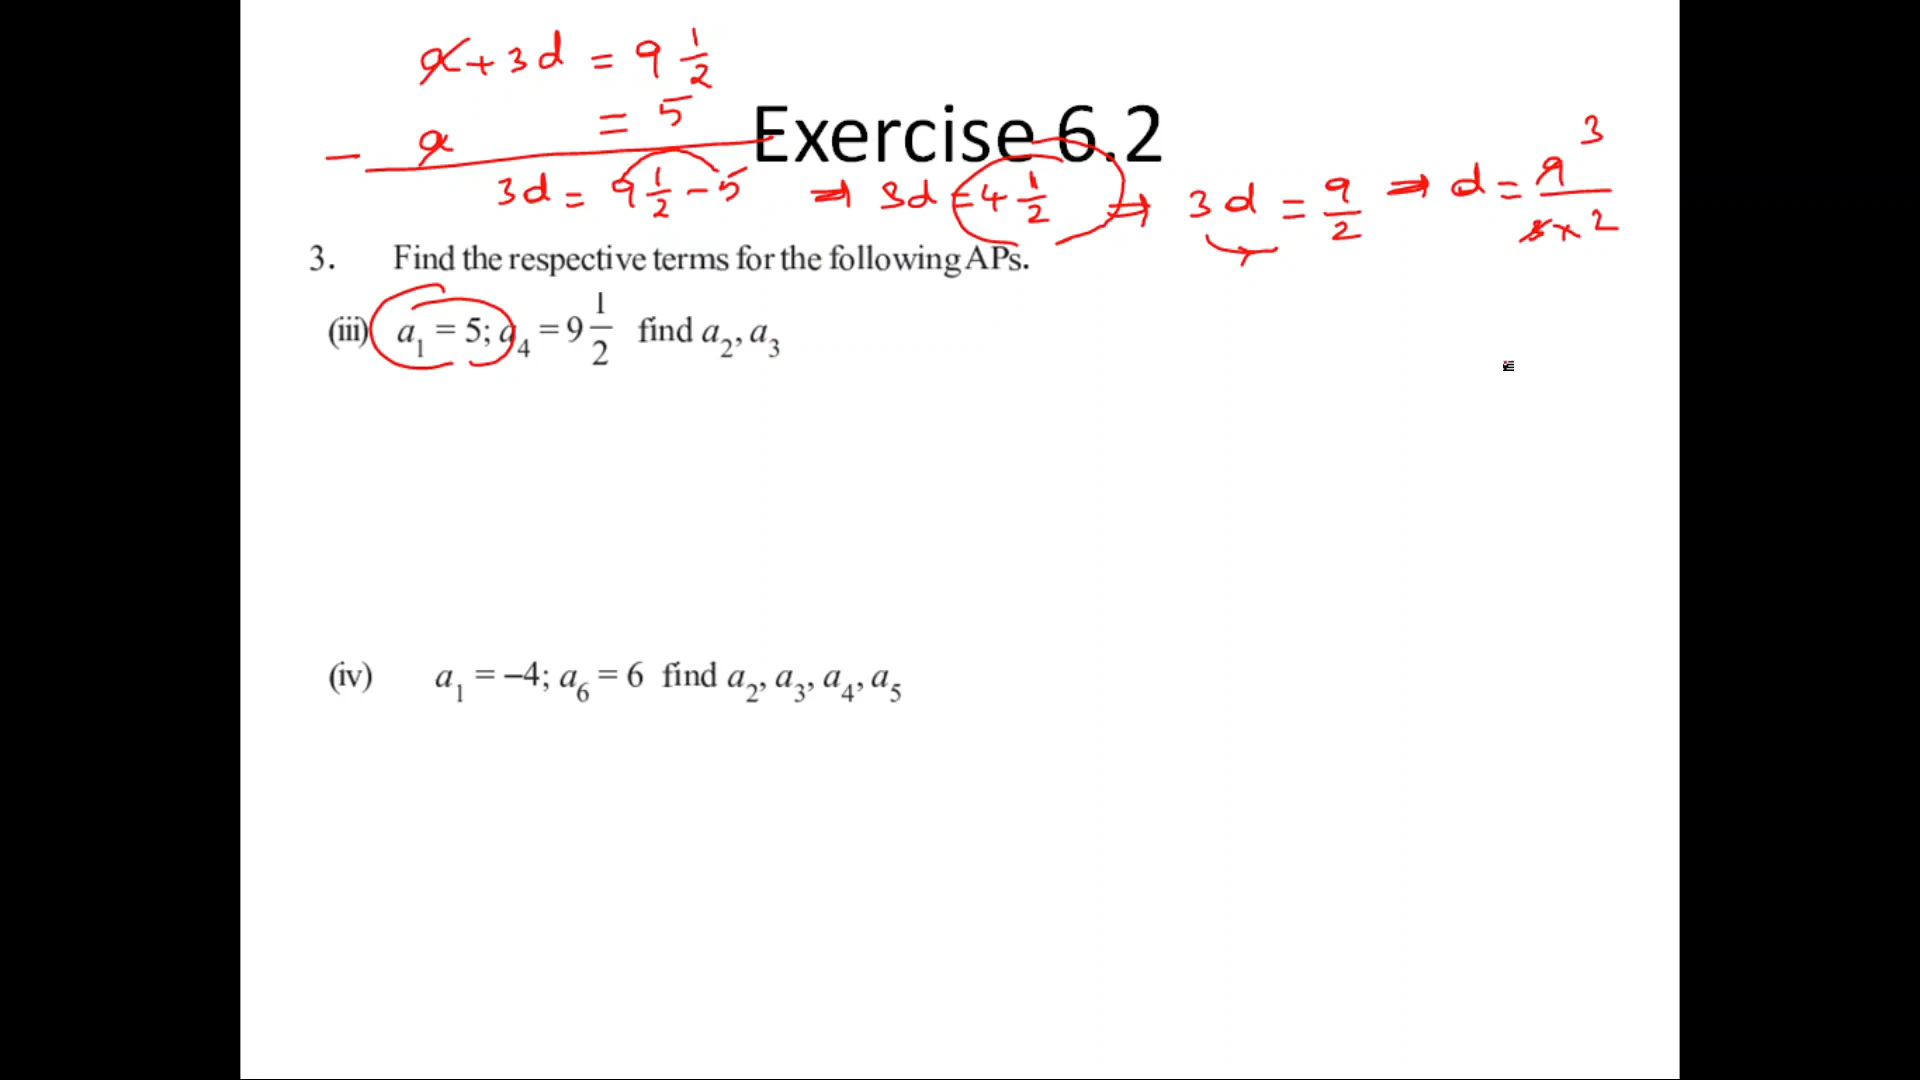 a + 3d = 9 1/2
- a = 5
Exercise 6.2
3d = 9 1/2 - 5 ⇒ 3d = 4 1/2 ⇒ 3d = 9/2 ⇒ d = 9 3/3×2
3. Find the respective terms for the following APs.
(iii) a₁ = 5; a₄ = 9 1/2 find a₂, a₃
(iv) a₁ = –4; a₆ = 6 find a₂, a₃, a₄, a₅